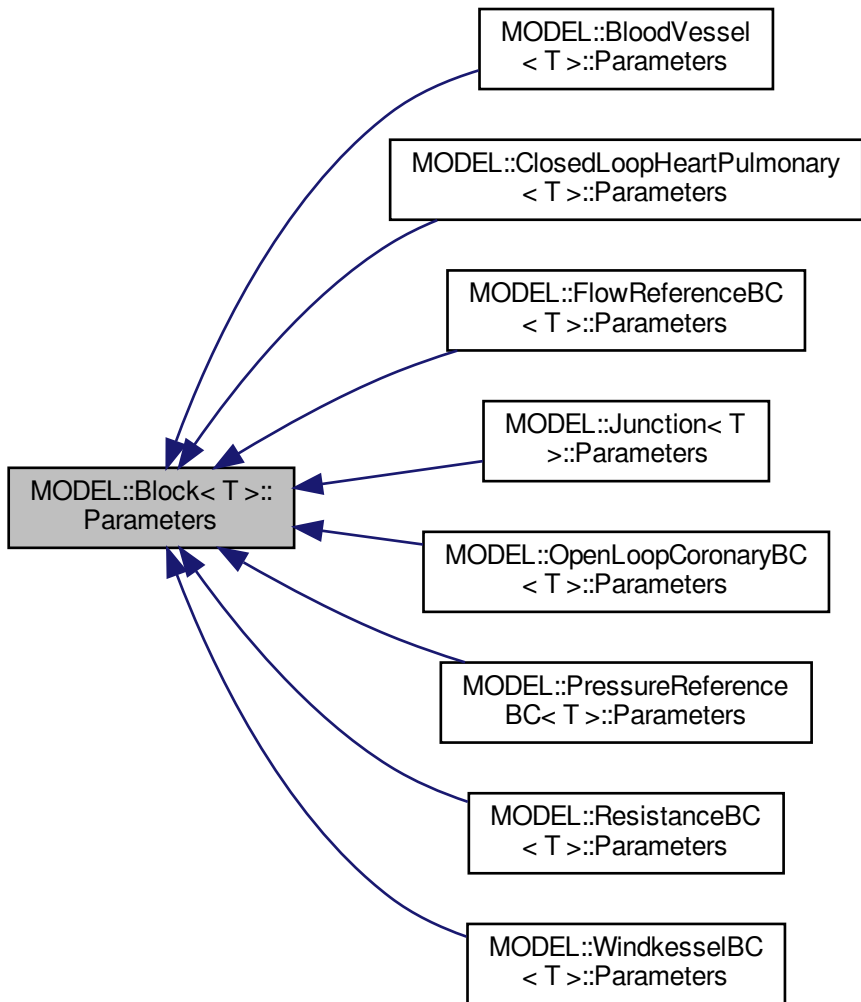 MODEL::BloodVessel
< T >::Parameters
MODEL::ClosedLoopHeartPulmonary
< T >::Parameters
MODEL::FlowReferenceBC
< T >::Parameters
MODEL::Junction< T
>::Parameters
MODEL::Block< T >::
Parameters
MODEL::OpenLoopCoronaryBC
< T >::Parameters
MODEL::PressureReference
BC< T >::Parameters
MODEL::ResistanceBC
< T >::Parameters
MODEL::WindkesselBC
< T >::Parameters